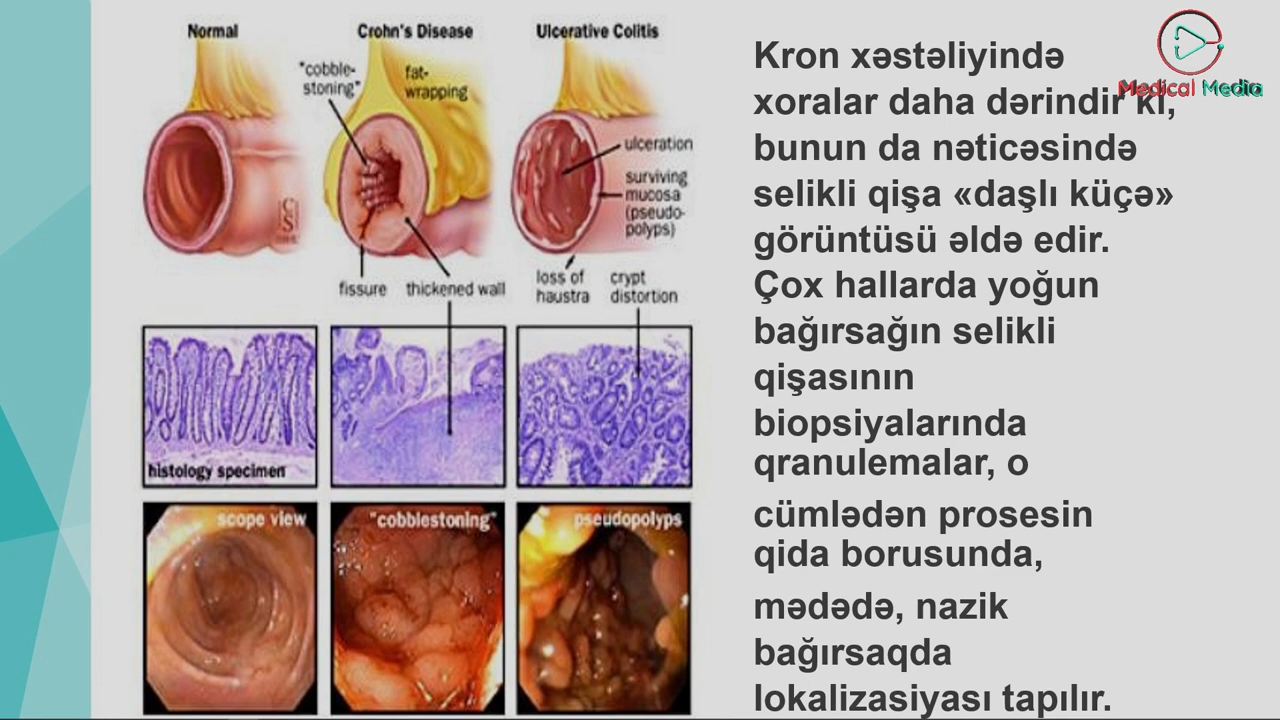 Normal
Crohn's Disease
Ulcerative Colitis
"cobble-
stoning"
fat-
wrapping
ulceration
surviving
mucosa
(pseudo-
polyps)
fissure
thickened wall
loss of
haustra
crypt
distortion
histology specimen
scope view
"cobblestoning"
pseudopolyps
Kron xəstəliyində
xoralar daha dərindir ki,
bunun da nəticəsində
selikli qişa «daşlı küçə»
görüntüsü əldə edir.
Çox hallarda yoğun
bağırsağın selikli
qişasının
biopsiyalarında
qranulemalar, o
cümlədən prosesin
qida borusunda,
mədədə, nazik
bağırsaqda
lokalizasiyası tapılır.
Medical Media